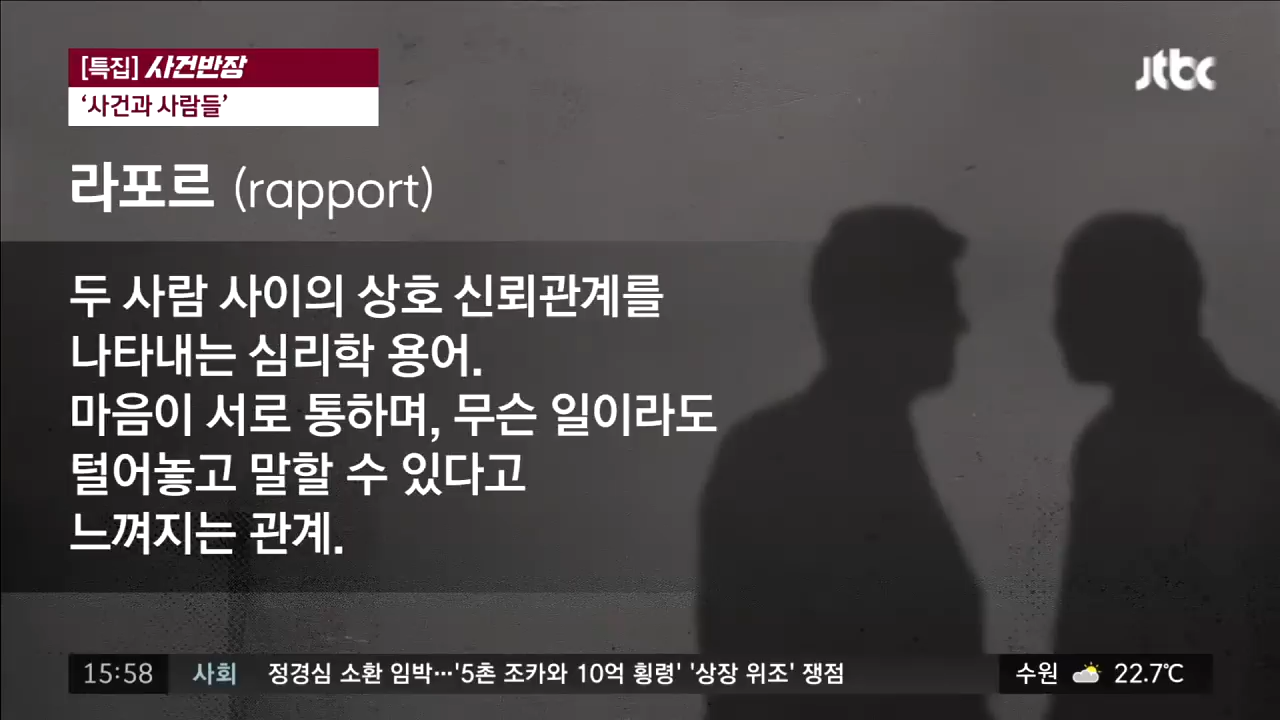 [특집] 사건반장
‘사건과 사람들’
jtbc
라포르 (rapport)
두 사람 사이의 상호 신뢰관계를
나타내는 심리학 용어.
마음이 서로 통하며, 무슨 일이라도
털어놓고 말할 수 있다고
느껴지는 관계.
15:58 사회 정경심 소환 임박…'5촌 조카와 10억 횡령' '상장 위조' 쟁점 수원 22.7℃